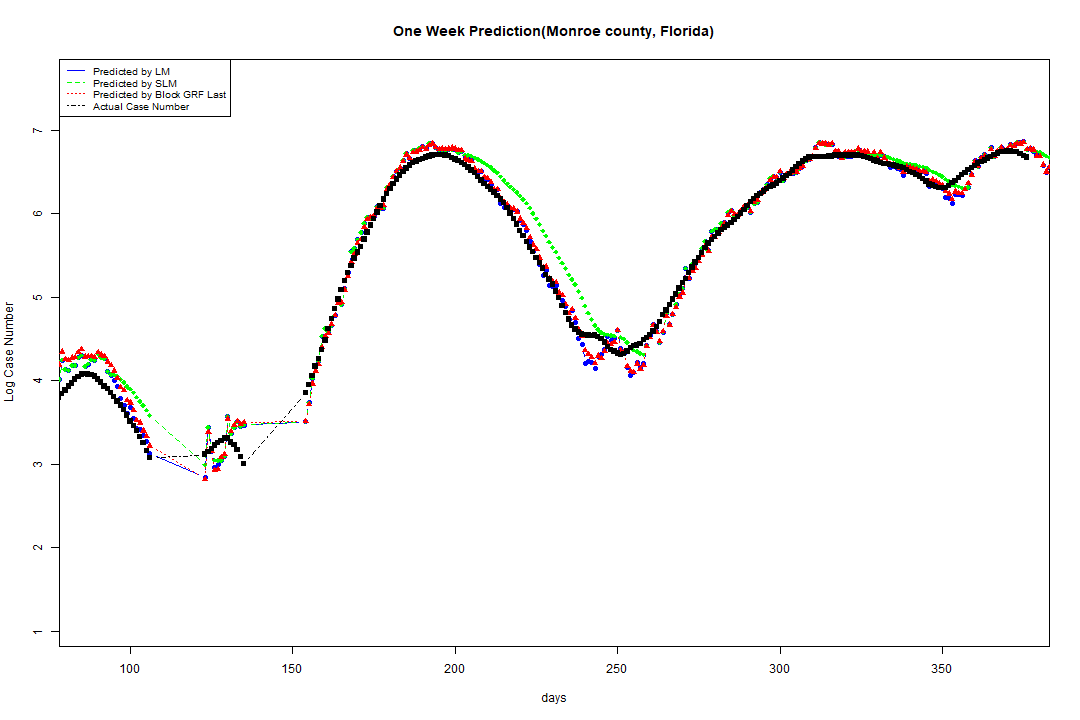 One Week Prediction(Monroe county, Florida)
Predicted by LM
Predicted by SLM
Predicted by Block GRF Last
Actual Case Number
7
6
5
4
3
2
1
Log Case Number
100 150 200 250 300 350
days